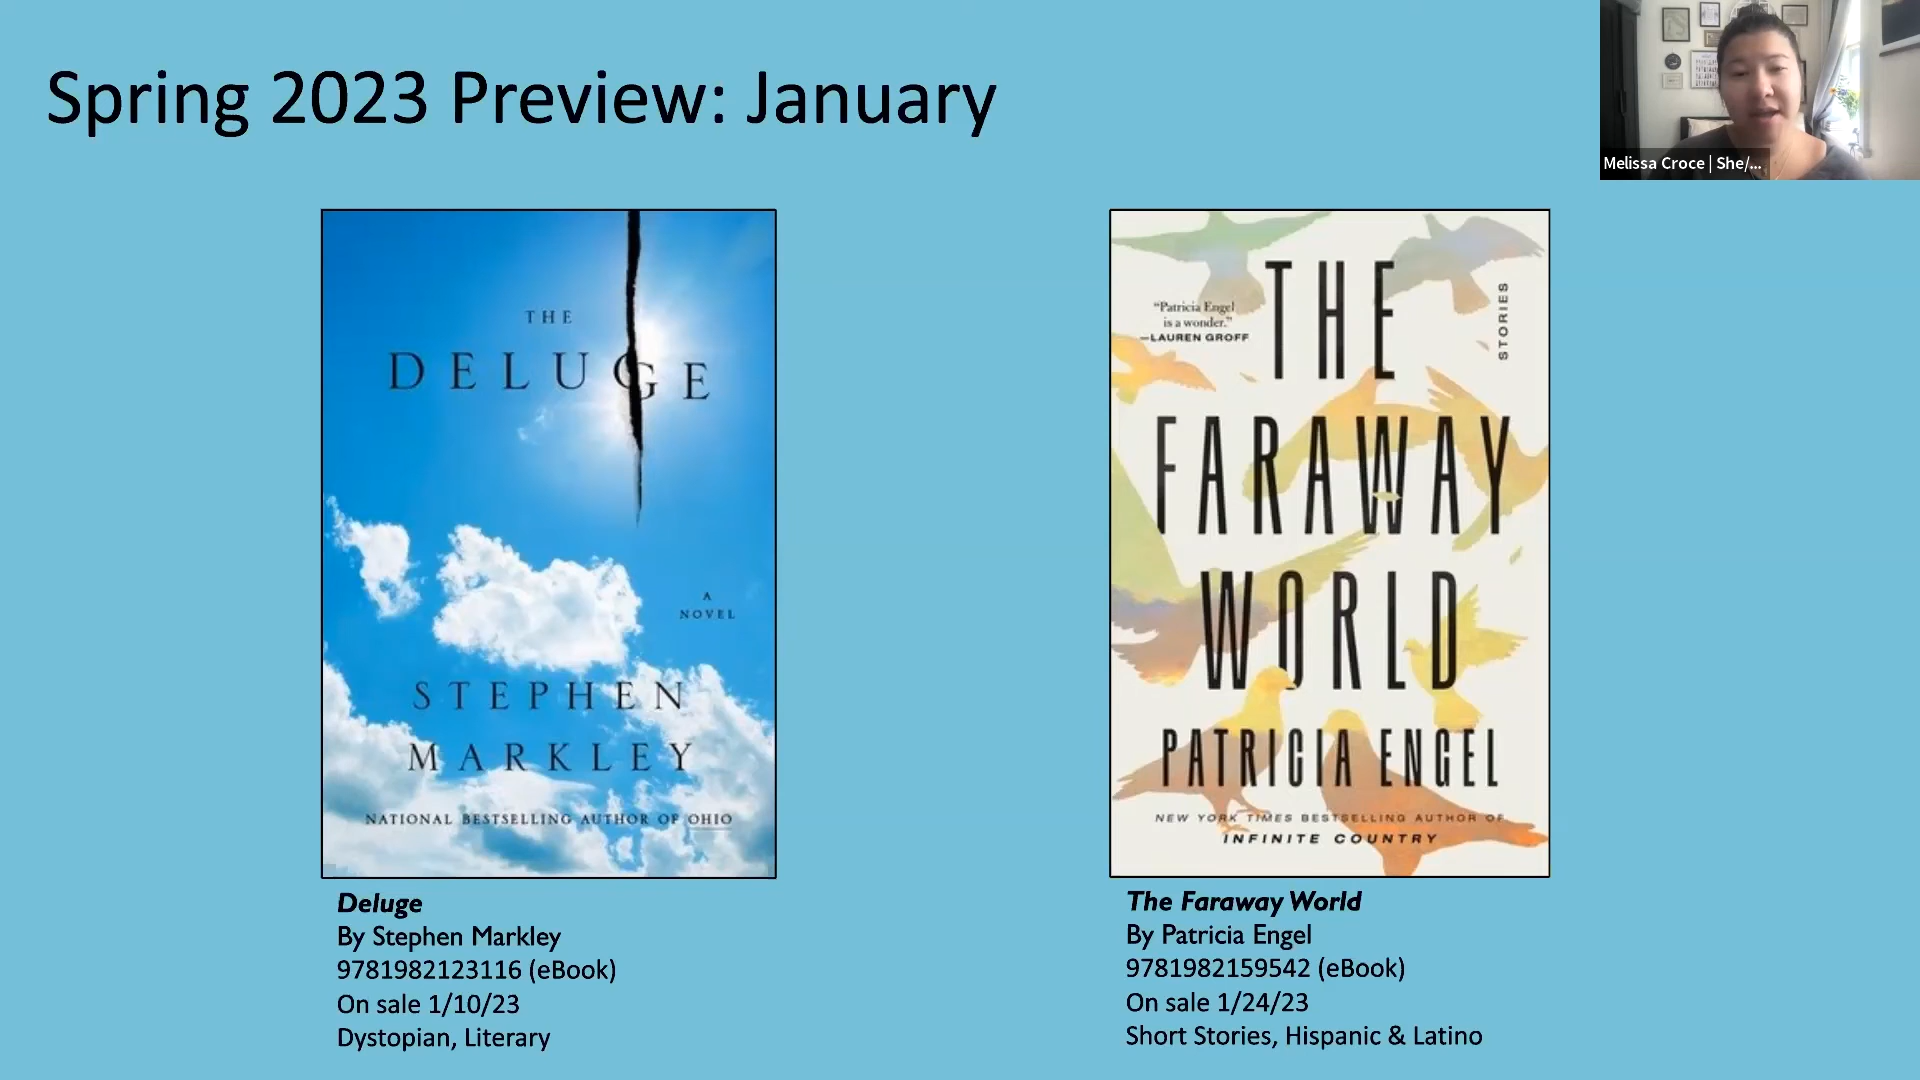 Spring 2023 Preview: January
Melissa Croce | She/...
THE
DELUGE
A
NOVEL
STEPHEN
MARKLEY
NATIONAL BESTSELLING AUTHOR OF OHIO
Deluge
By Stephen Markley
9781982123116 (eBook)
On sale 1/10/23
Dystopian, Literary
"Patricia Engel
is a wonder."
—LAUREN GROFF
STORIES
THE
FARAWAY
WORLD
PATRICIA ENGEL
NEW YORK TIMES BESTSELLING AUTHOR OF
INFINITE COUNTRY
The Faraway World
By Patricia Engel
9781982159542 (eBook)
On sale 1/24/23
Short Stories, Hispanic & Latino